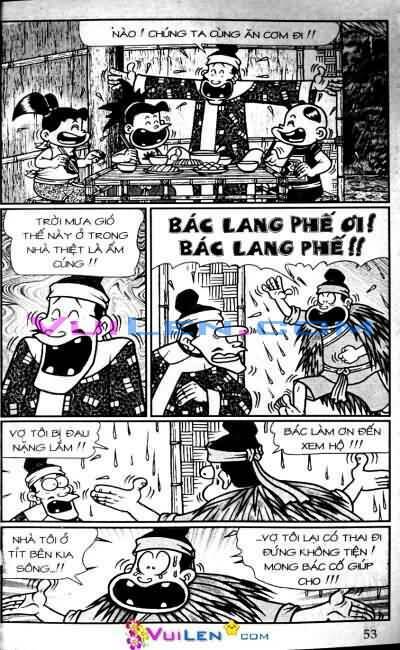 NÀO! CHÚNG TA CÙNG ĂN CƠM ĐI!!
TRỜI MƯA GIÓ
THẾ NÀY Ở TRONG
NHÀ THIỆT LÀ ẤM
CÚNG!!
BÁC LANG PHẾ ƠI!
BÁC LANG PHẾ!!
VUILEN.COM
VỢ TÔI BỊ ĐAU
NẶNG LẮM!
BÁC LÀM ƠN ĐẾN
XEM HỘ!!!
NHÀ TÔI Ở
TÍT BÊN KIA
SÔNG...!!
...VỢ TÔI LẠI CÓ THAI ĐI
ĐỨNG KHÔNG TIỆN!
MONG BÁC CỐ GIÚP
CHO!!!
53
VUILEN.COM